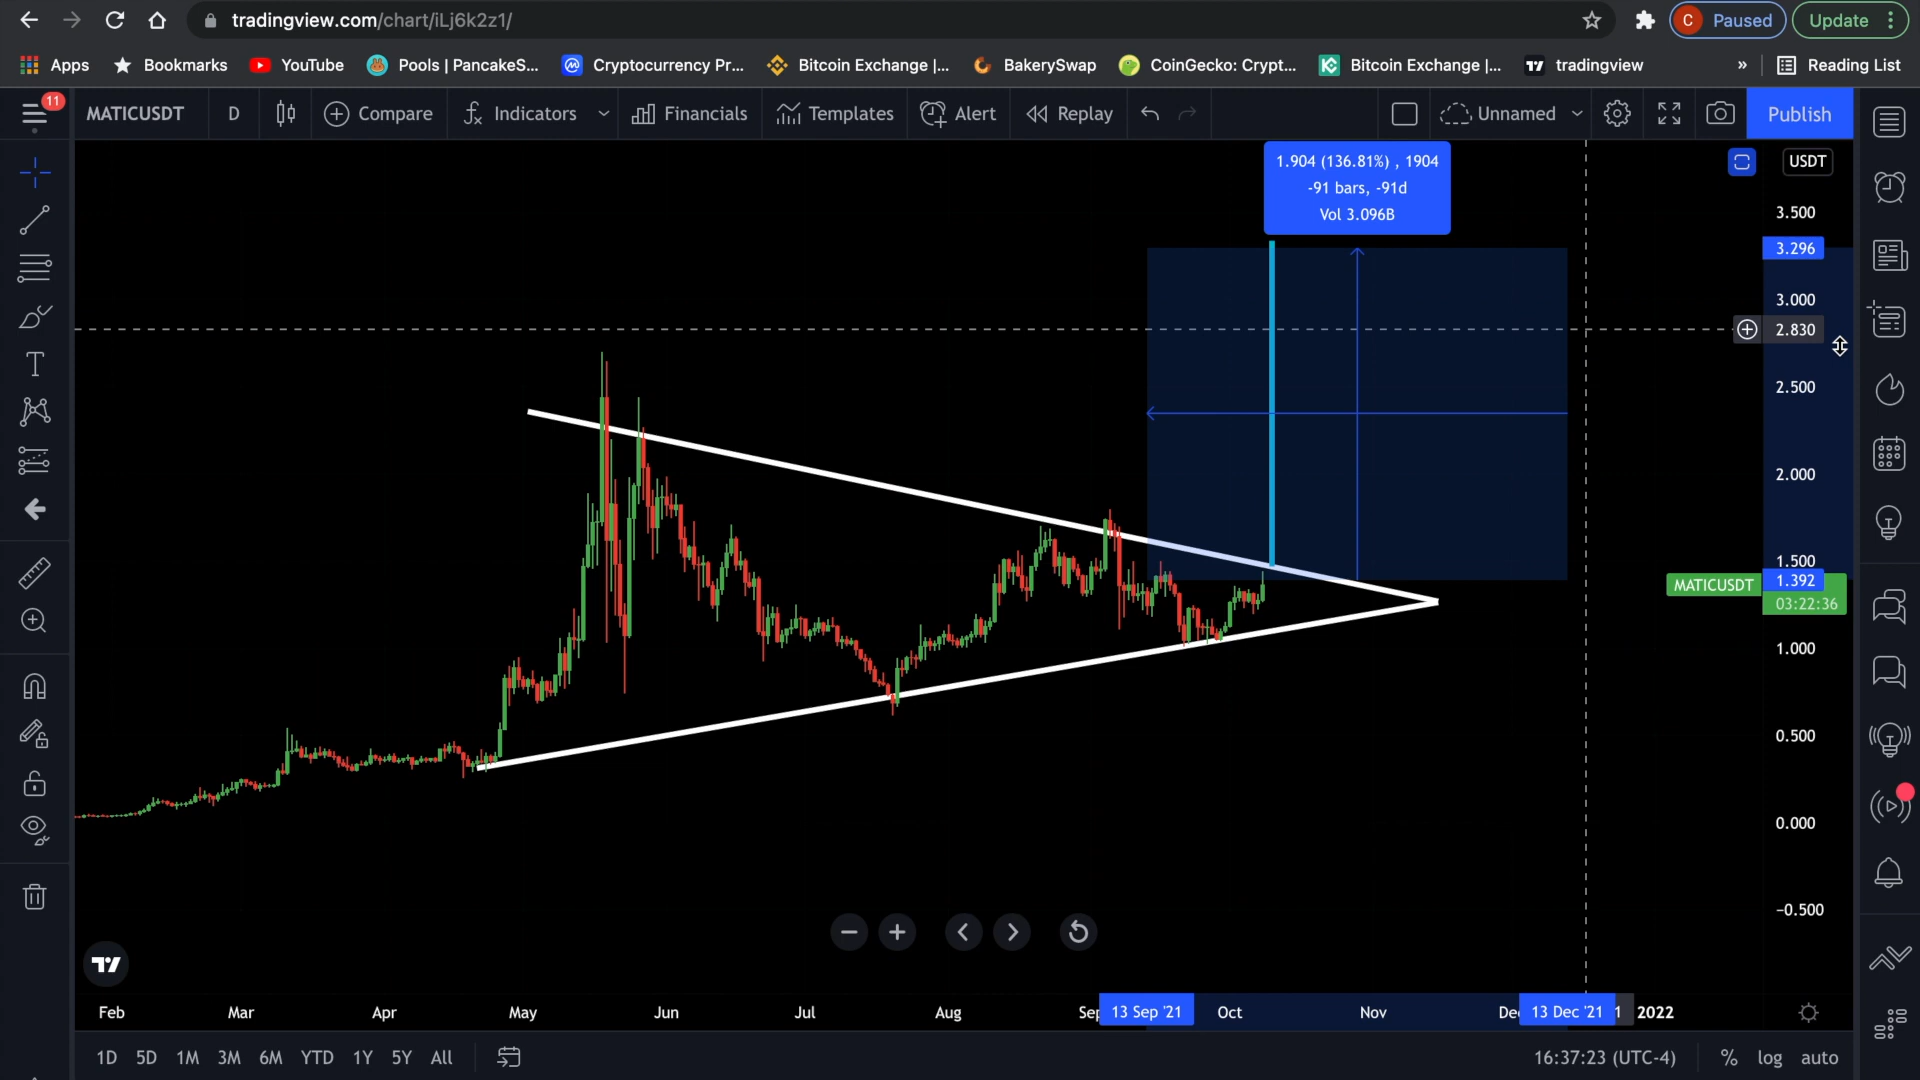 tradingview.com/chart/iLj6k2z1/
C Paused
Update
Apps
Bookmarks
YouTube
Pools | PancakeS...
Cryptocurrency Pr...
Bitcoin Exchange |...
BakerySwap
CoinGecko: Crypt...
Bitcoin Exchange |...
tradingview
»
Reading List
11
MATICUSDT
D
Compare
Indicators
Financials
Templates
Alert
Replay
Unnamed
Publish
1.904 (136.81%) , 1904
-91 bars, -91d
Vol 3.096B
USDT
3.500
3.296
3.000
2.830
2.500
2.000
1.500
MATICUSDT
1.392
03:22:36
1.000
0.500
0.000
−0.500
Feb
Mar
Apr
May
Jun
Jul
Aug
Sep
13 Sep '21
Oct
Nov
Dec
13 Dec '21
1
2022
1D
5D
1M
3M
6M
YTD
1Y
5Y
All
16:37:23 (UTC-4)
%
log
auto